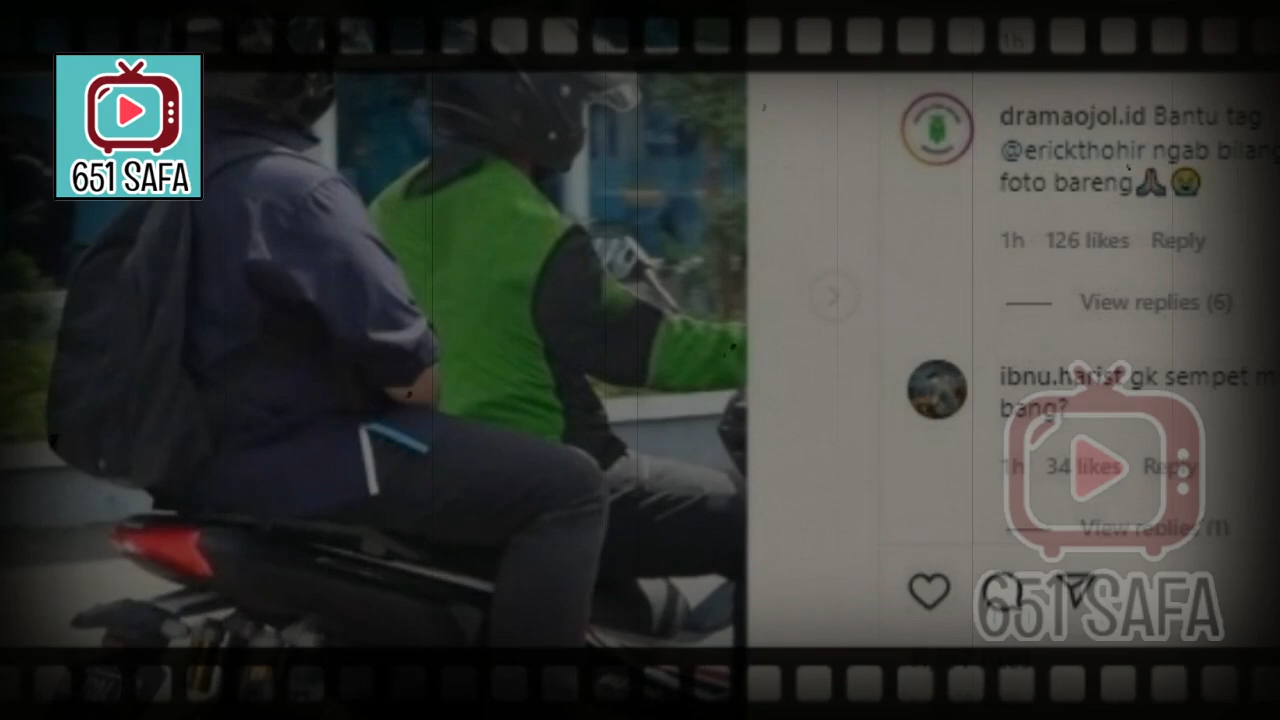 651 SAFA
dramaojol.id Bantu tag
@erickthohir ngab bilang
foto bareng🙏😭
1h 126 likes Reply
View replies (6)
ibnu.harist gk sempet m
bang?
1h 34 likes Reply
View replies (1)
651 SAFA